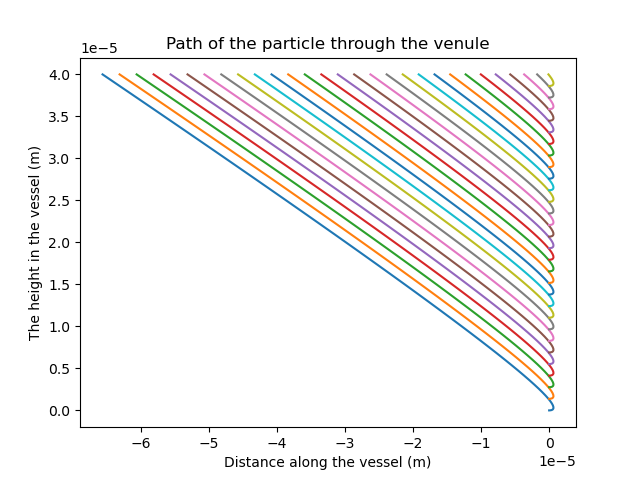 Path of the particle through the venule
1e−5
4.0
3.5
3.0
2.5
2.0
1.5
1.0
0.5
0.0
The height in the vessel (m)
−6 −5 −4 −3 −2 −1 0
Distance along the vessel (m)
1e−5